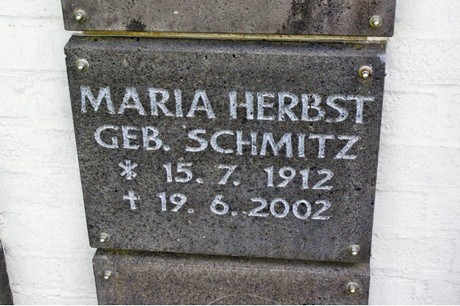 MARIA HERBST
GEB. SCHMITZ
* 15. 7. 1912
† 19. 6. 2002